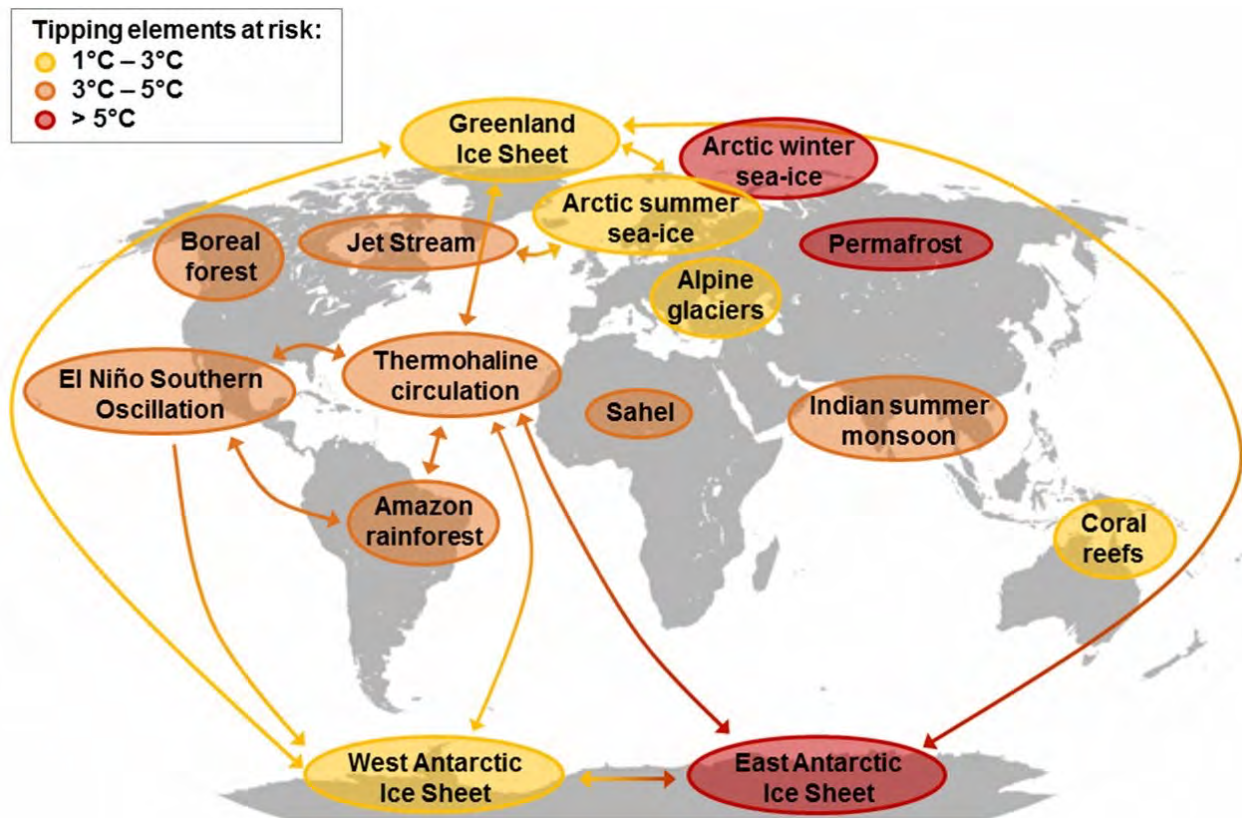 Tipping elements at risk:
1°C – 3°C
3°C – 5°C
> 5°C
Greenland
Ice Sheet
Arctic winter
sea-ice
Arctic summer
sea-ice
Boreal
forest
Jet Stream
Permafrost
Alpine
glaciers
El Niño Southern
Oscillation
Thermohaline
circulation
Sahel
Indian summer
monsoon
Amazon
rainforest
Coral
reefs
West Antarctic
Ice Sheet
East Antarctic
Ice Sheet